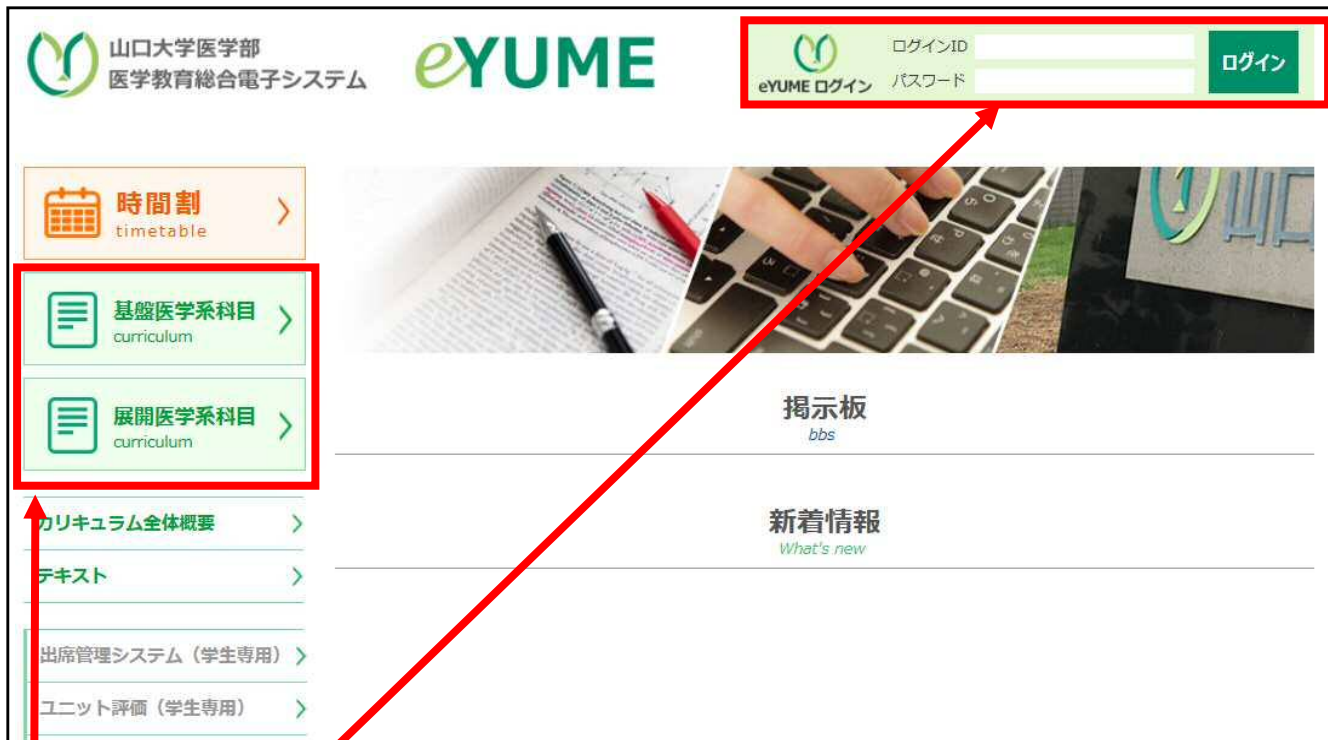 山口大学医学部
医学教育総合電子システム
eYUME
eYUME ログイン
ログインID
パスワード
ログイン
時間割
timetable
基盤医学系科目
curriculum
展開医学系科目
curriculum
カリキュラム全体概要
テキスト
出席管理システム（学生専用）
ユニット評価（学生専用）
山口
掲示板
bbs
新着情報
What's new